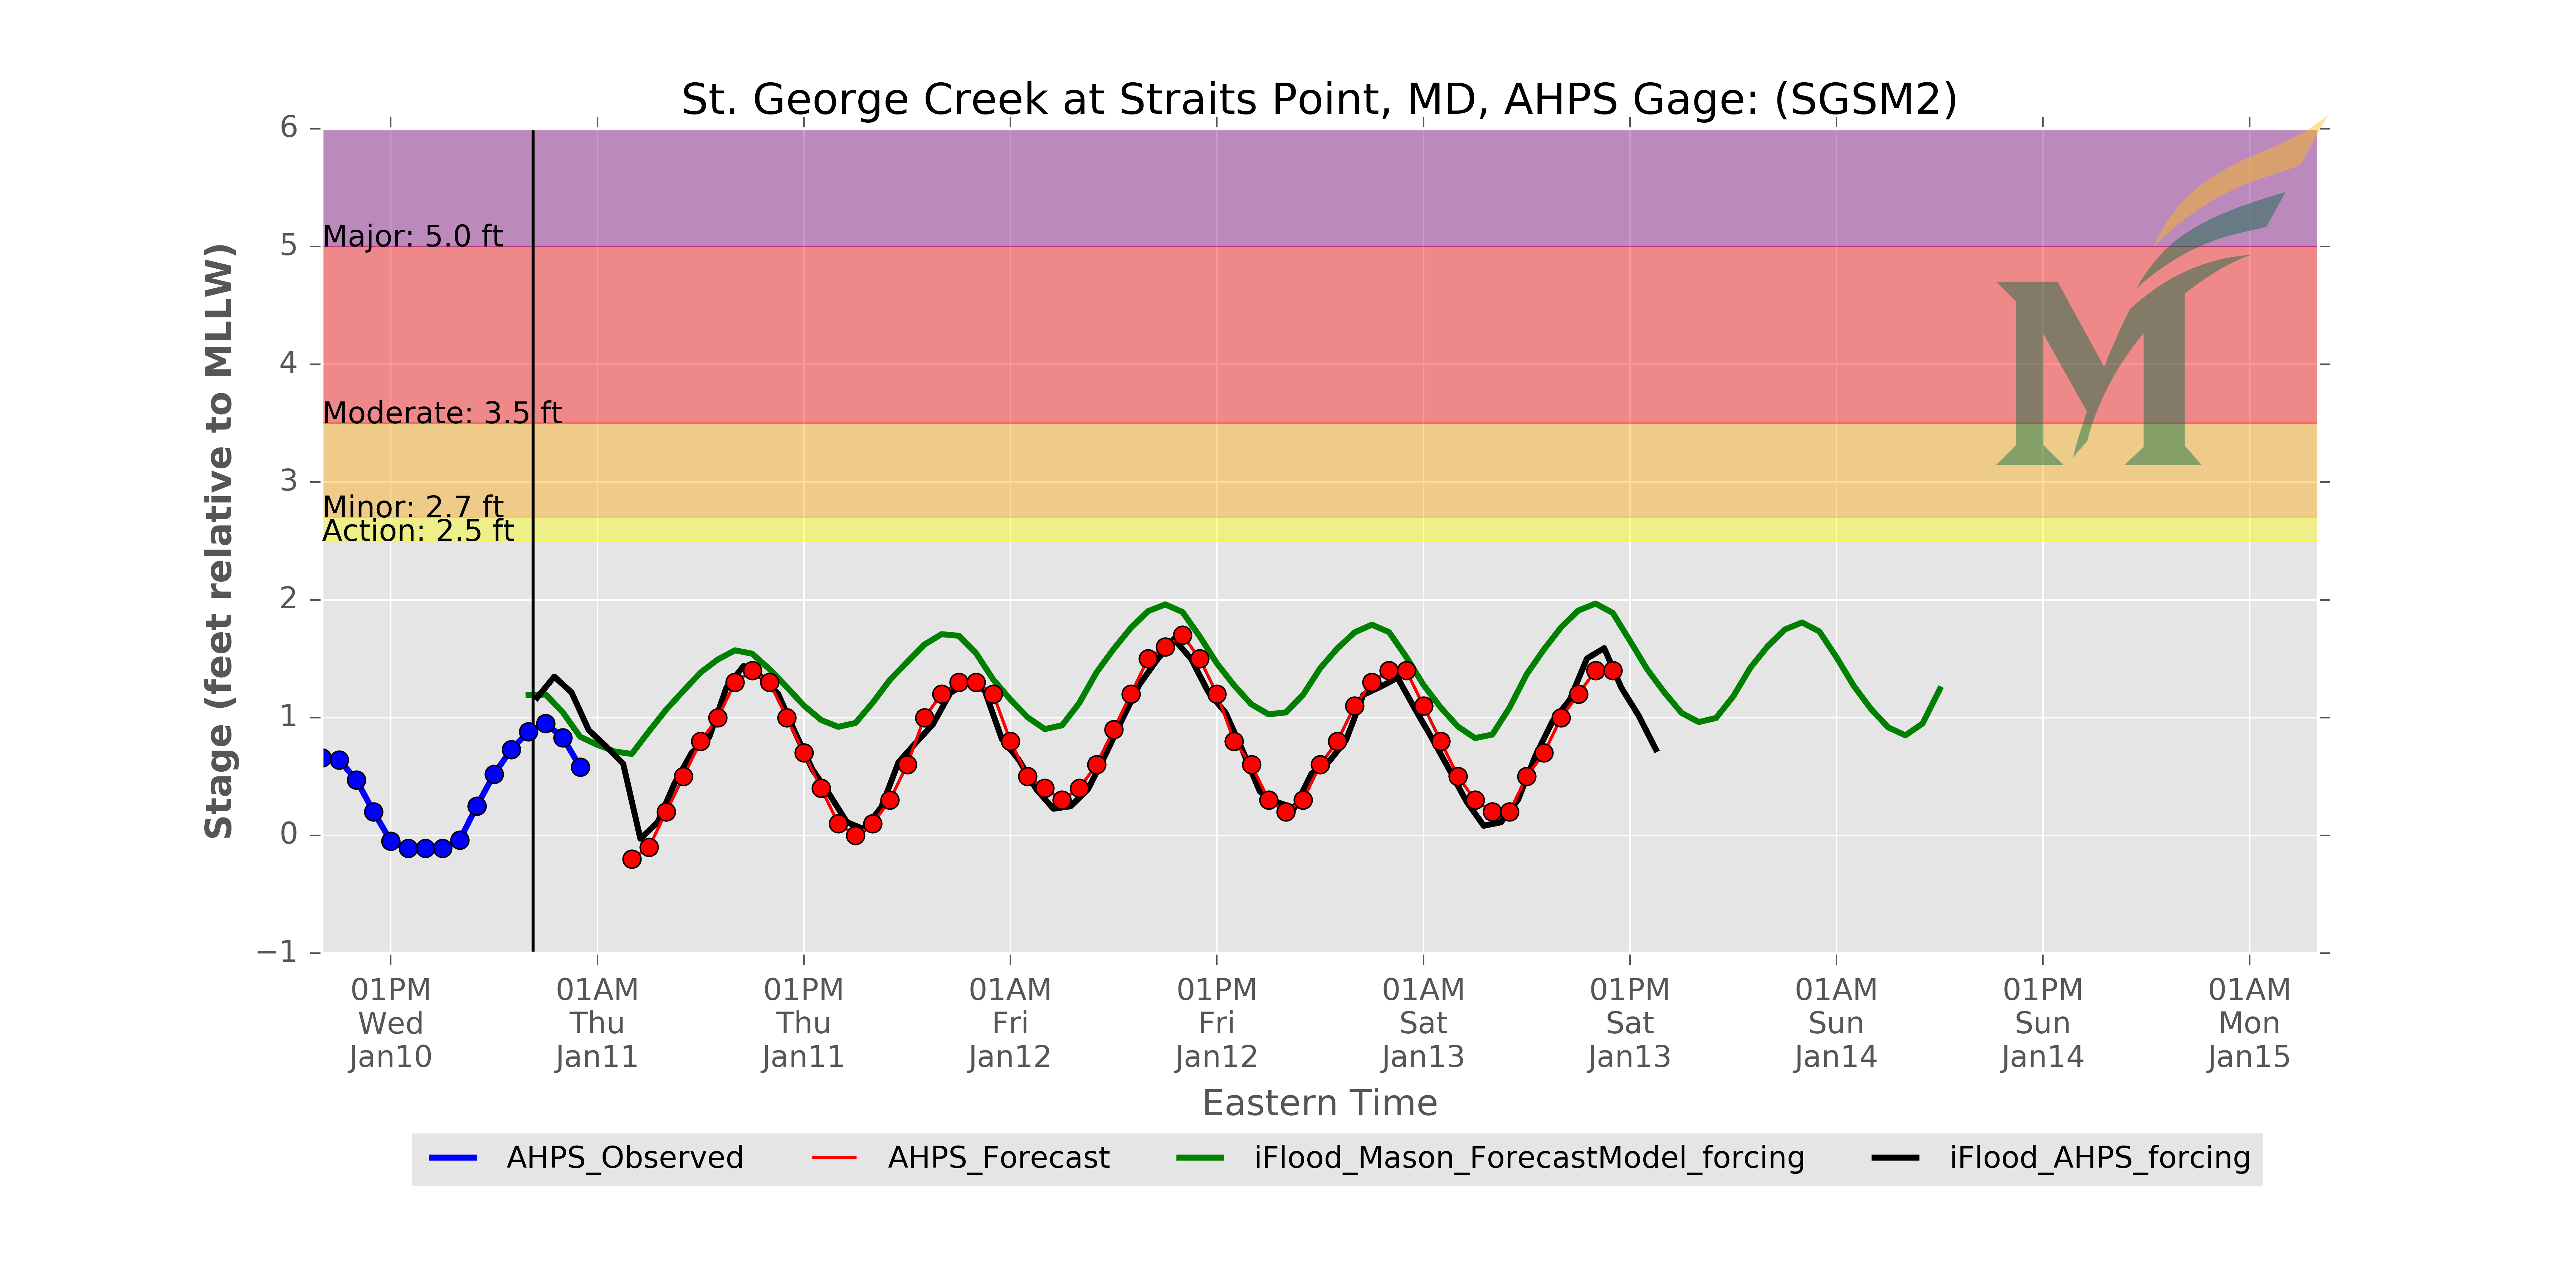 St. George Creek at Straits Point, MD, AHPS Gage: (SGSM2)
Stage (feet relative to MLLW)
6
5
4
3
2
1
0
−1
Major: 5.0 ft
Moderate: 3.5 ft
Minor: 2.7 ft
Action: 2.5 ft
M
01PM 01AM 01PM 01AM 01PM 01AM 01PM 01AM 01PM 01AM
Wed Thu Thu Fri Fri Sat Sat Sun Sun Mon
Jan10 Jan11 Jan11 Jan12 Jan12 Jan13 Jan13 Jan14 Jan14 Jan15
Eastern Time
AHPS_Observed AHPS_Forecast iFlood_Mason_ForecastModel_forcing iFlood_AHPS_forcing